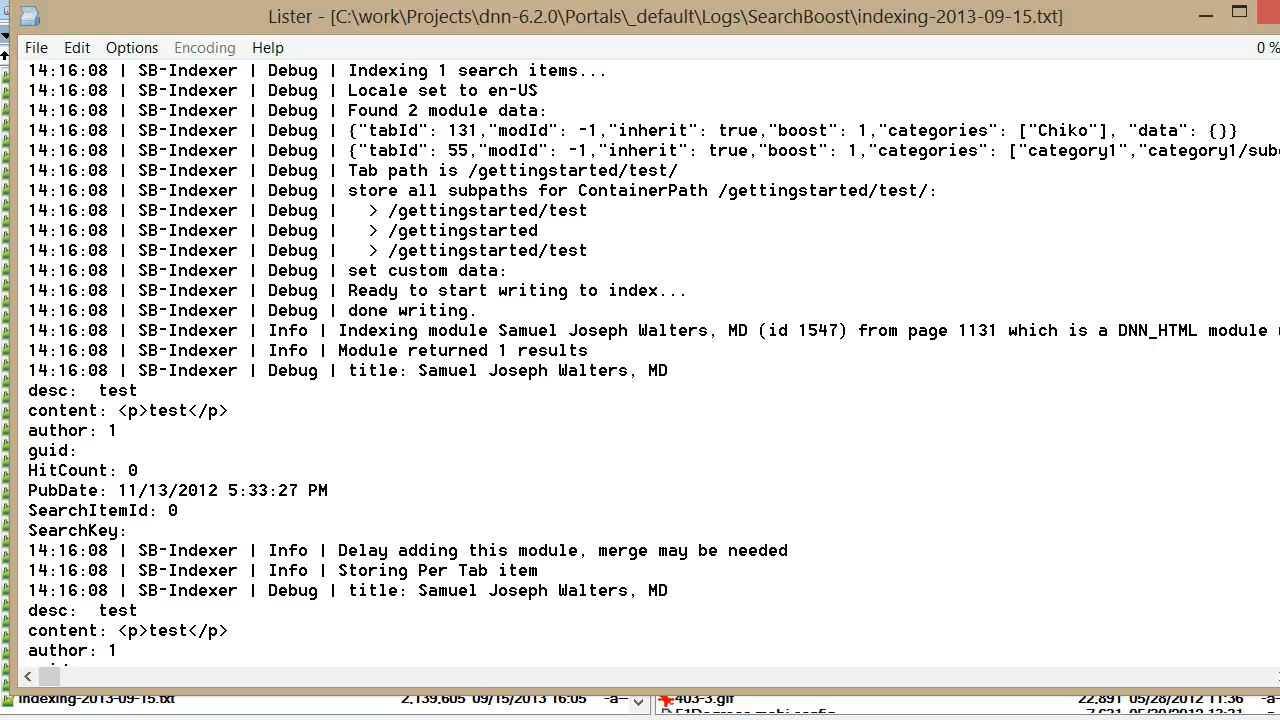 Lister - [C:\work\Projects\dnn-6.2.0\Portals\_default\Logs\SearchBoost\indexing-2013-09-15.txt]
File Edit Options Encoding Help 0 %
14:16:08 | SB-Indexer | Debug | Indexing 1 search items...
14:16:08 | SB-Indexer | Debug | Locale set to en-US
14:16:08 | SB-Indexer | Debug | Found 2 module data:
14:16:08 | SB-Indexer | Debug | {"tabId": 131,"modId": -1,"inherit": true,"boost": 1,"categories": ["Chiko"], "data": {}}
14:16:08 | SB-Indexer | Debug | {"tabId": 55,"modId": -1,"inherit": true,"boost": 1,"categories": ["category1","category1/sub
14:16:08 | SB-Indexer | Debug | Tab path is /gettingstarted/test/
14:16:08 | SB-Indexer | Debug | store all subpaths for ContainerPath /gettingstarted/test/:
14:16:08 | SB-Indexer | Debug |   > /gettingstarted/test
14:16:08 | SB-Indexer | Debug |   > /gettingstarted
14:16:08 | SB-Indexer | Debug |   > /gettingstarted/test
14:16:08 | SB-Indexer | Debug | set custom data:
14:16:08 | SB-Indexer | Debug | Ready to start writing to index...
14:16:08 | SB-Indexer | Debug | done writing.
14:16:08 | SB-Indexer | Info | Indexing module Samuel Joseph Walters, MD (id 1547) from page 1131 which is a DNN_HTML module
14:16:08 | SB-Indexer | Info | Module returned 1 results
14:16:08 | SB-Indexer | Debug | title: Samuel Joseph Walters, MD
desc:  test
content: <p>test</p>
author: 1
guid:
HitCount: 0
PubDate: 11/13/2012 5:33:27 PM
SearchItemId: 0
SearchKey:
14:16:08 | SB-Indexer | Info | Delay adding this module, merge may be needed
14:16:08 | SB-Indexer | Info | Storing Per Tab item
14:16:08 | SB-Indexer | Debug | title: Samuel Joseph Walters, MD
desc:  test
content: <p>test</p>
author: 1
indexing-2013-09-15.txt 2,139,605 09/15/2013 16:05 -a-- 403-3.gif 22,891 05/28/2012 11:36 -a-